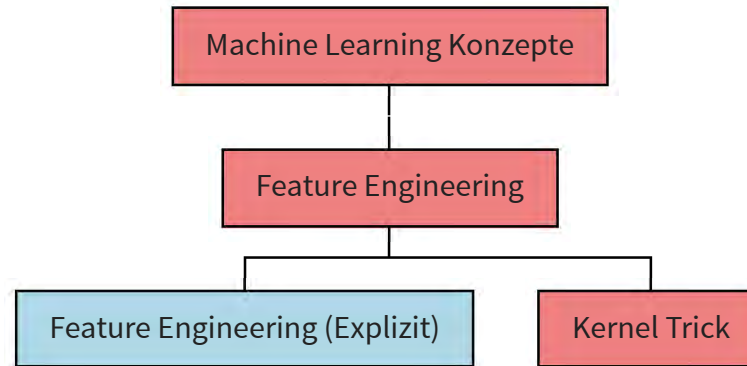 Machine Learning Konzepte
Feature Engineering
Feature Engineering (Explizit)
Kernel Trick